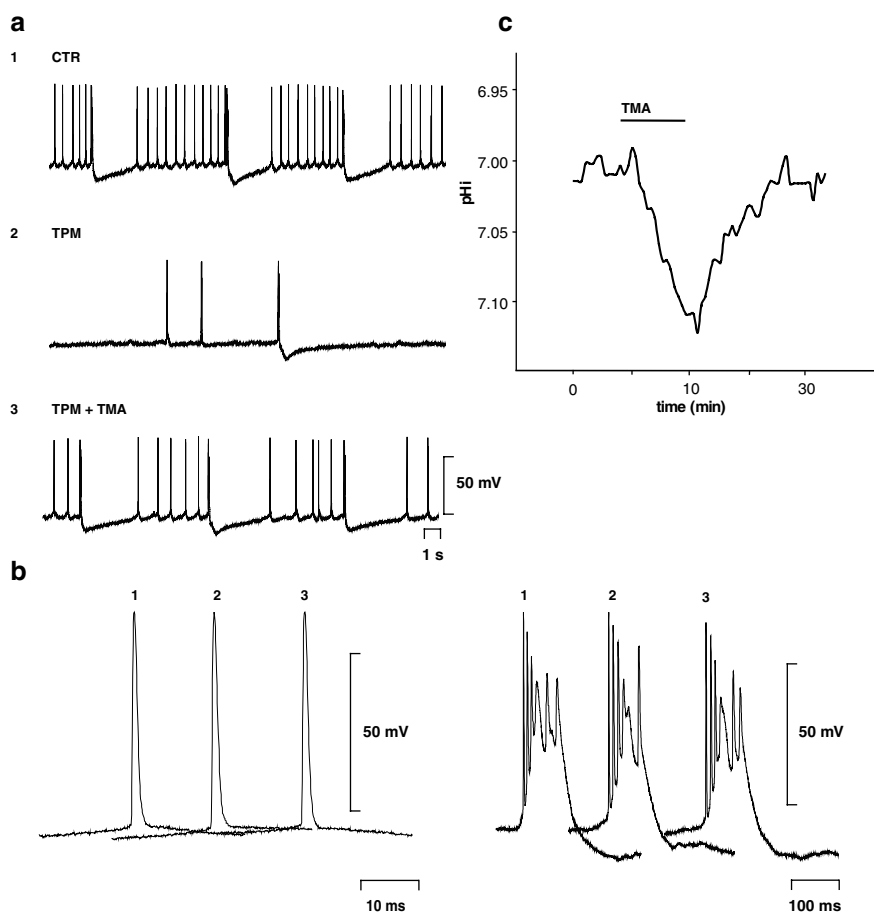 a
1 CTR
2 TPM
3 TPM + TMA
50 mV
1 s
c
6.95
7.00
7.05
7.10
pHi
TMA
0 10 30
time (min)
b
1 2 3
50 mV
10 ms
1 2 3
50 mV
100 ms